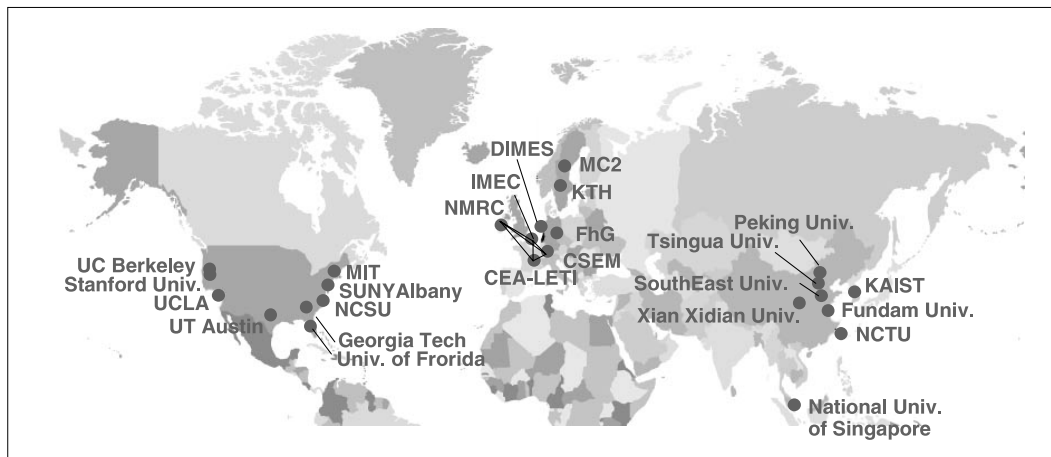 UC Berkeley
Stanford Univ.
UCLA
UT Austin
MIT
SUNYAlbany
NCSU
Georgia Tech
Univ. of Frorida
DIMES
IMEC
NMRC
MC2
KTH
FhG
CSEM
CEA-LETI
Peking Univ.
Tsingua Univ.
SouthEast Univ.
Xian Xidian Univ.
KAIST
Fundam Univ.
NCTU
National Univ.
of Singapore